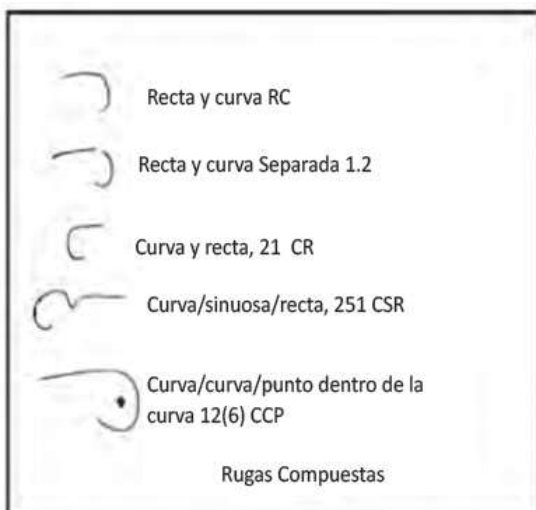 Recta y curva RC
Recta y curva Separada 1.2
Curva y recta, 21 CR
Curva/sinuosa/recta, 251 CSR
Curva/curva/punto dentro de la
curva 12(6) CCP
Rugas Compuestas